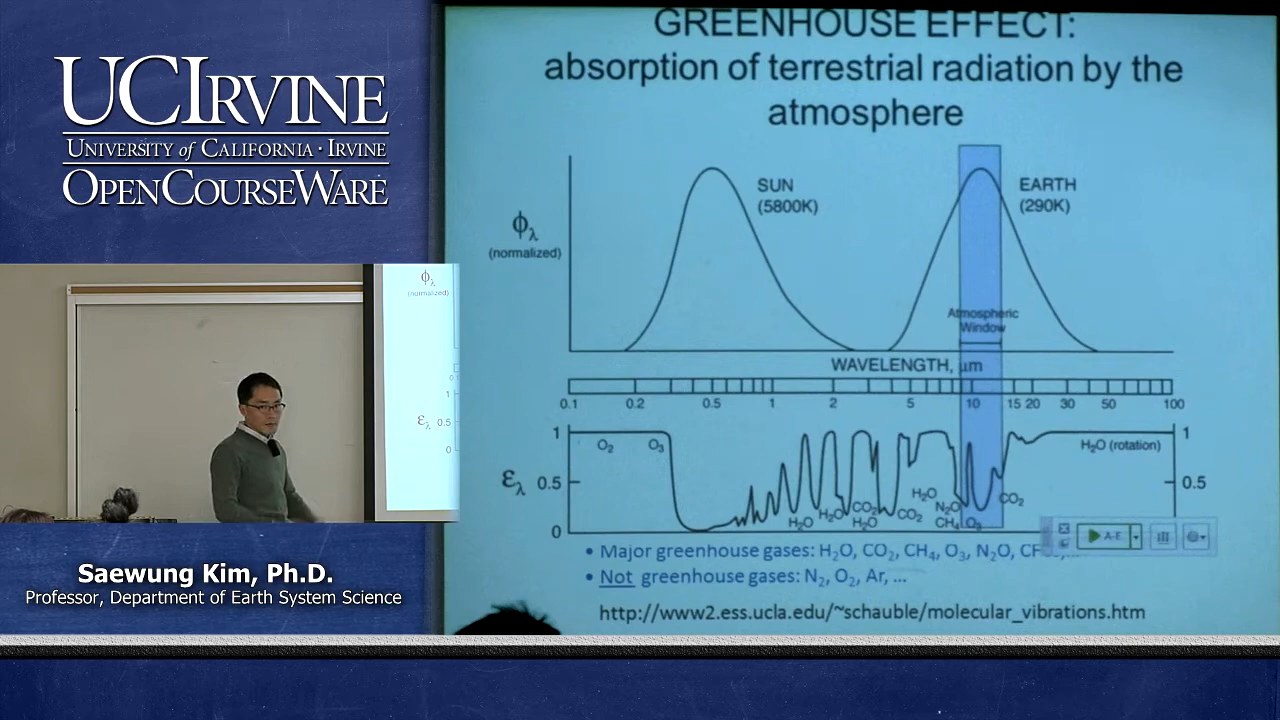 UCIRVINE
UNIVERSITY of CALIFORNIA · IRVINE
OPENCOURSEWARE
ϕλ
(normalized)
1
ελ 0.5
0
Saewung Kim, Ph.D.
Professor, Department of Earth System Science
GREENHOUSE EFFECT:
absorption of terrestrial radiation by the
atmosphere
SUN
(5800K)
EARTH
(290K)
ϕλ
(normalized)
Atmospheric
Window
WAVELENGTH, μm
0.1 0.2 0.5 1 2 5 10 15 20 30 50 100
1 O₂ O₃ H₂O (rotation) 1
ελ 0.5 0.5
H₂O H₂O CO₂ H₂O CO₂ H₂O N₂O CH₄ O₃ CO₂
0
A-E
• Major greenhouse gases: H₂O, CO₂, CH₄, O₃, N₂O,
• Not greenhouse gases: N₂, O₂, Ar, ...
http://www2.ess.ucla.edu/~schauble/molecular_vibrations.htm